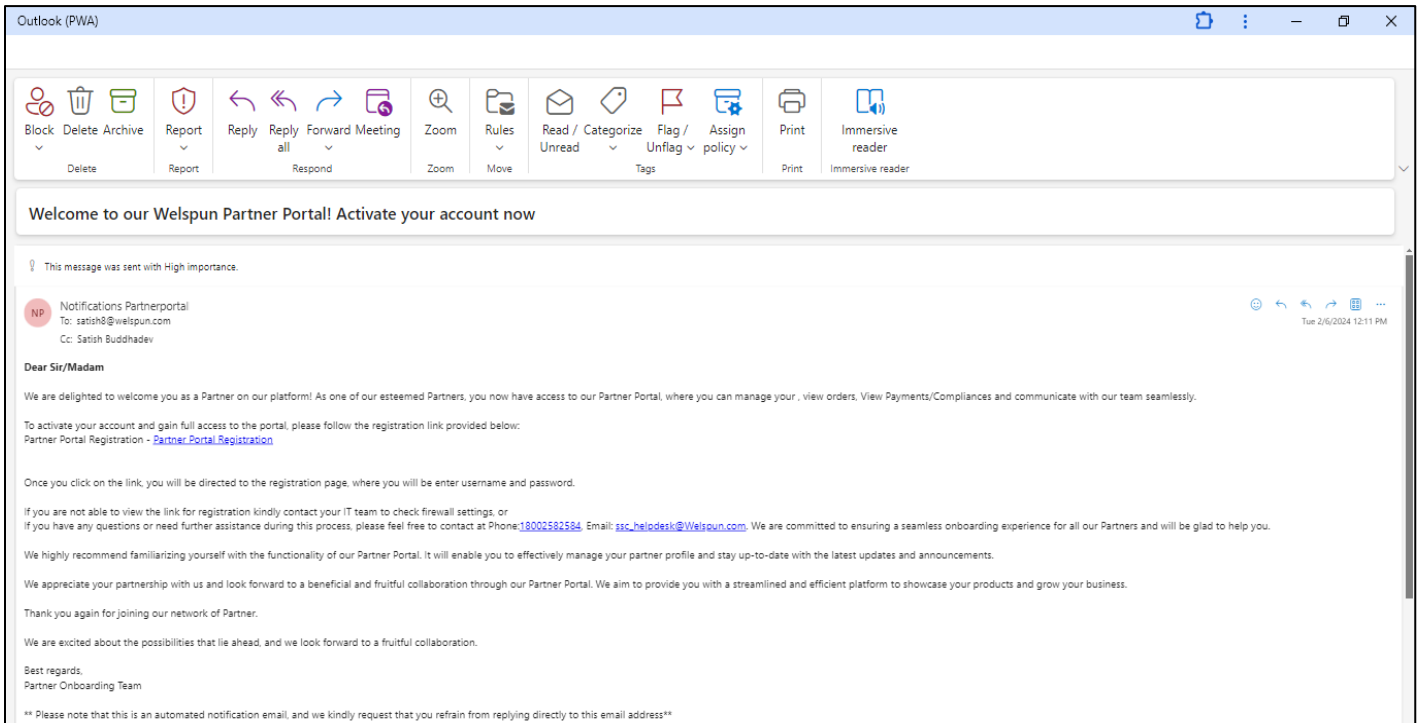 Outlook (PWA)
Block Delete Archive Report Reply Reply all Forward Meeting Zoom Rules Read / Unread Categorize Flag / Unflag Assign policy Print Immersive reader
Delete Report Respond Zoom Move Tags Print Immersive reader
Welcome to our Welspun Partner Portal! Activate your account now
This message was sent with High importance.
NP
Notifications Partnerportal
To: satish8@welspun.com
Cc: Satish Buddhadev
Tue 2/6/2024 12:11 PM
Dear Sir/Madam
We are delighted to welcome you as a Partner on our platform! As one of our esteemed Partners, you now have access to our Partner Portal, where you can manage your , view orders, View Payments/Compliances and communicate with our team seamlessly.
To activate your account and gain full access to the portal, please follow the registration link provided below:
Partner Portal Registration - Partner Portal Registration
Once you click on the link, you will be directed to the registration page, where you will be enter username and password.
If you are not able to view the link for registration kindly contact your IT team to check firewall settings, or
If you have any questions or need further assistance during this process, please feel free to contact at Phone:18002582584, Email: ssc_helpdesk@Welspun.com. We are committed to ensuring a seamless onboarding experience for all our Partners and will be glad to help you.
We highly recommend familiarizing yourself with the functionality of our Partner Portal. It will enable you to effectively manage your partner profile and stay up-to-date with the latest updates and announcements.
We appreciate your partnership with us and look forward to a beneficial and fruitful collaboration through our Partner Portal. We aim to provide you with a streamlined and efficient platform to showcase your products and grow your business.
Thank you again for joining our network of Partner.
We are excited about the possibilities that lie ahead, and we look forward to a fruitful collaboration.
Best regards,
Partner Onboarding Team
** Please note that this is an automated notification email, and we kindly request that you refrain from replying directly to this email address**